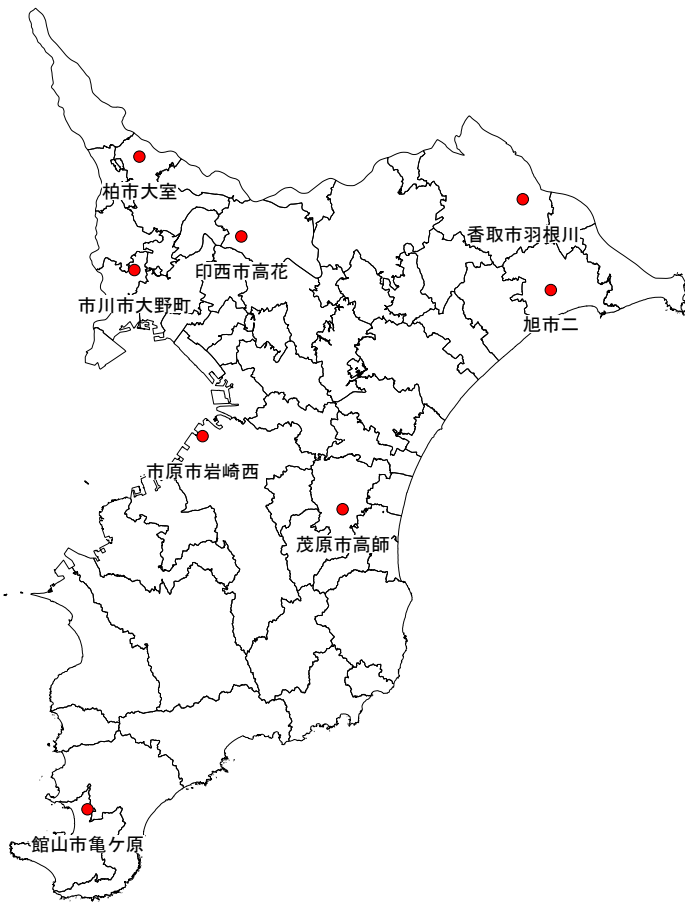 柏市大室
香取市羽根川
印西市高花
市川市大野町
旭市二
市原市岩崎西
茂原市高師
館山市亀ケ原